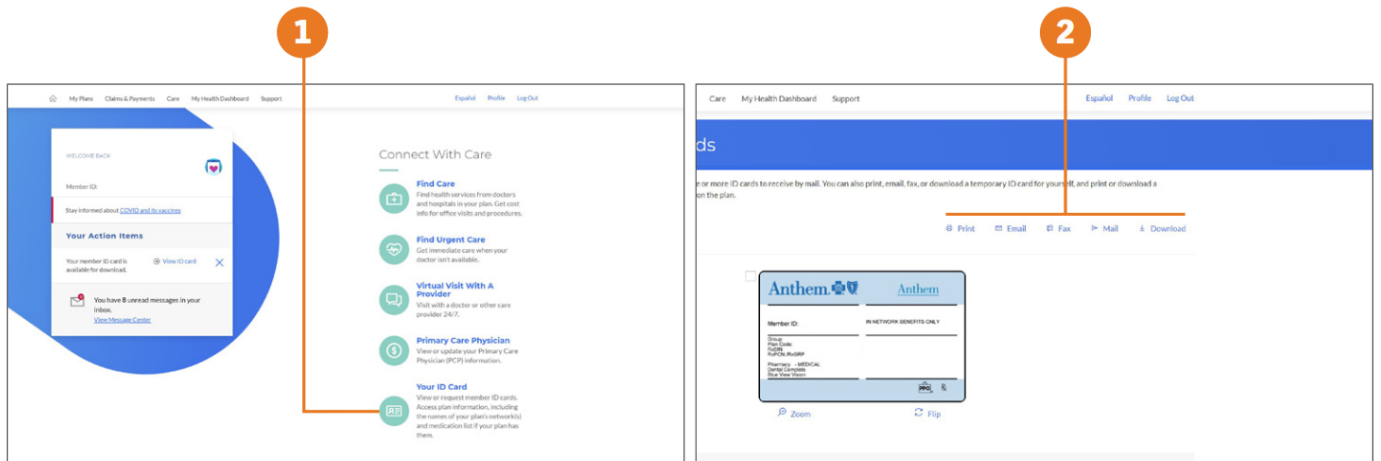 1
2
My Plans Claims & Payments Care My Health Dashboard Support Español Profile Log Out
WELCOME BACK
Member ID:
Stay informed about COVID and its vaccines
Your Action Items
Your member ID card is
available for download.
View ID card
You have 8 unread messages in your
inbox.
View Message Center
Connect With Care
Find Care
Find health services from doctors
and hospitals in your plan. Get cost
info for office visits and procedures.
Find Urgent Care
Get immediate care when your
doctor isn't available.
Virtual Visit With A
Provider
Visit with a doctor or other care
provider 24/7.
Primary Care Physician
View or update your Primary Care
Physician (PCP) information.
Your ID Card
View or request member ID cards.
Access plan information, including
the names of your plan's network(s)
and medication list if your plan has
them.
Care My Health Dashboard Support Español Profile Log Out
ds
e or more ID cards to receive by mail. You can also print, email, fax, or download a temporary ID card for yourself, and print or download a
on the plan.
Print Email Fax Mail Download
Anthem.
Anthem
Member ID:
IN NETWORK BENEFITS ONLY
Group
Plan Code:
RxBIN
RxPCN /RxGRP
Pharmacy - MEDICAL
Dental Complete
Blue View Vision
PPO
Zoom
Flip